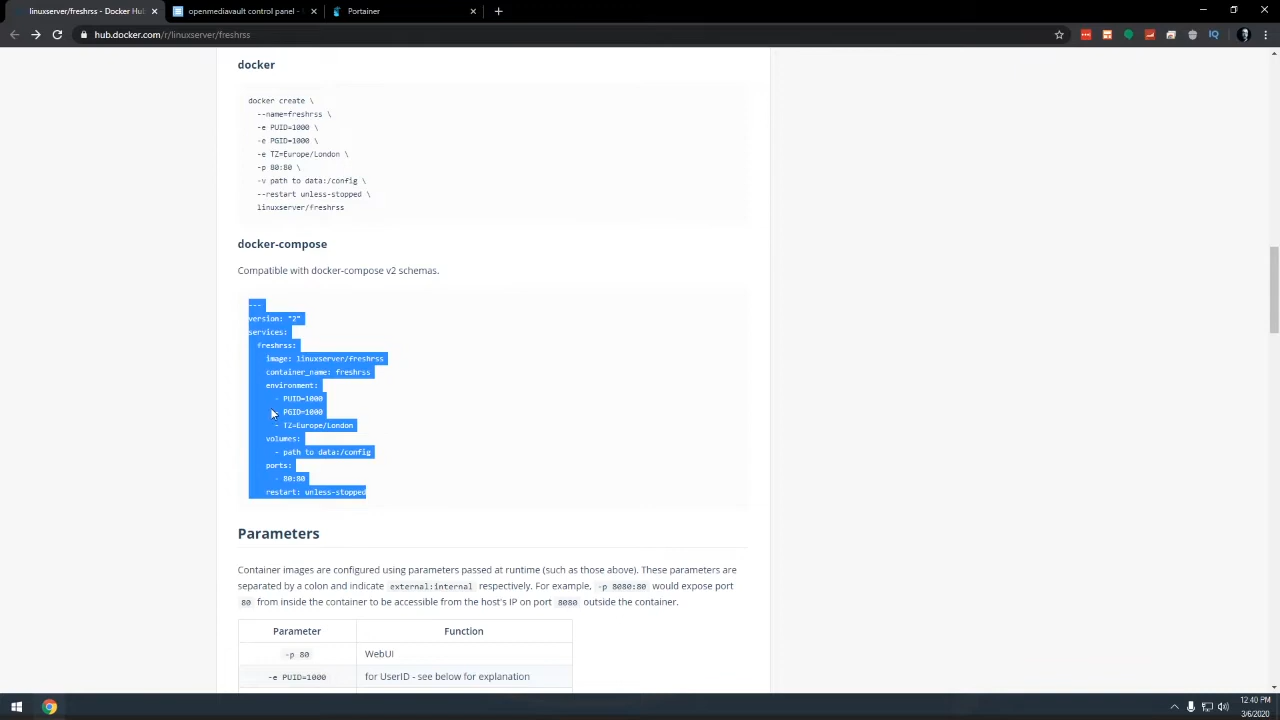 linuxserver/freshrss - Docker Hub
openmediavault control panel -
Portainer
hub.docker.com/r/linuxserver/freshrss
docker
docker create \
--name=freshrss \
-e PUID=1000 \
-e PGID=1000 \
-e TZ=Europe/London \
-p 80:80 \
-v path to data:/config \
--restart unless-stopped \
linuxserver/freshrss
docker-compose
Compatible with docker-compose v2 schemas.
---
version: "2"
services:
freshrss:
image: linuxserver/freshrss
container_name: freshrss
environment:
- PUID=1000
- PGID=1000
- TZ=Europe/London
volumes:
- path to data:/config
ports:
- 80:80
restart: unless-stopped
Parameters
Container images are configured using parameters passed at runtime (such as those above). These parameters are
separated by a colon and indicate external:internal respectively. For example, -p 8080:80 would expose port
80 from inside the container to be accessible from the host's IP on port 8080 outside the container.
Parameter Function
-p 80 WebUI
-e PUID=1000 for UserID - see below for explanation
12:40 PM
3/6/2020